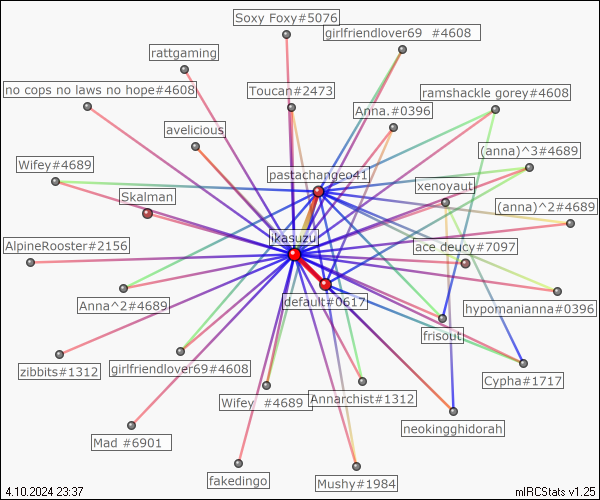 Soxy Foxy#5076
girlfriendlover69 #4608
rattgaming
no cops no laws no hope#4608
Toucan#2473
ramshackle gorey#4608
Anna.#0396
avelicious
(anna)^3#4689
Wifey#4689
pastachangeo41
xenoyaut
Skalman
(anna)^2#4689
ikasuzu
AlpineRooster#2156
ace deucy#7097
Anna^2#4689
default#0617
hypomanianna#0396
frisout
zibbits#1312
girlfriendlover69#4608
Cypha#1717
Wifey #4689
Annarchist#1312
neokingghidorah
Mad #6901
fakedingo
Mushy#1984
4.10.2024 23:37
mIRCStats v1.25